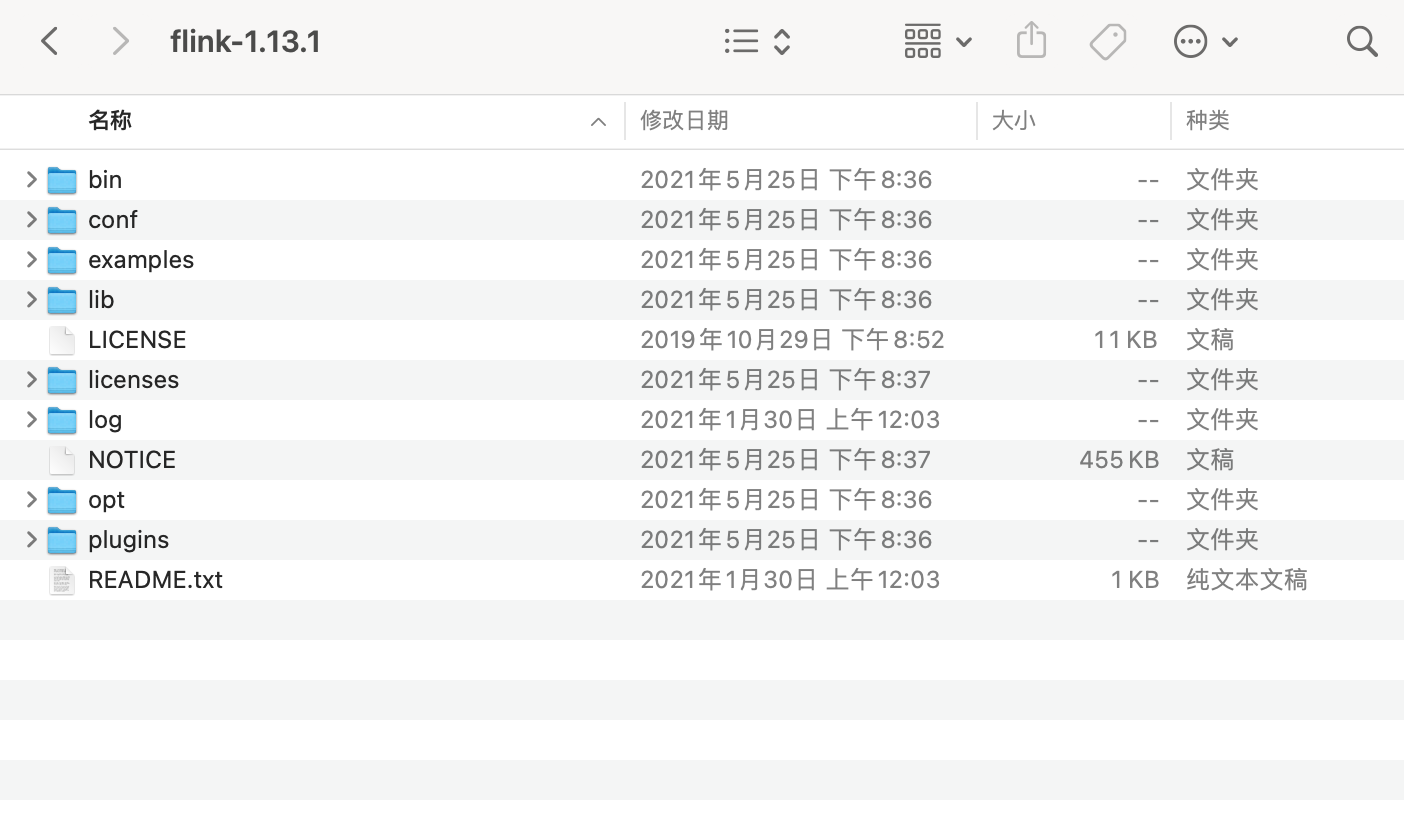 flink-1.13.1
名称 修改日期 大小 种类
bin 2021年5月25日 下午8:36 -- 文件夹
conf 2021年5月25日 下午8:36 -- 文件夹
examples 2021年5月25日 下午8:36 -- 文件夹
lib 2021年5月25日 下午8:36 -- 文件夹
LICENSE 2019年10月29日 下午8:52 11 KB 文稿
licenses 2021年5月25日 下午8:37 -- 文件夹
log 2021年1月30日 上午12:03 -- 文件夹
NOTICE 2021年5月25日 下午8:37 455 KB 文稿
opt 2021年5月25日 下午8:36 -- 文件夹
plugins 2021年5月25日 下午8:36 -- 文件夹
README.txt 2021年1月30日 上午12:03 1 KB 纯文本文稿